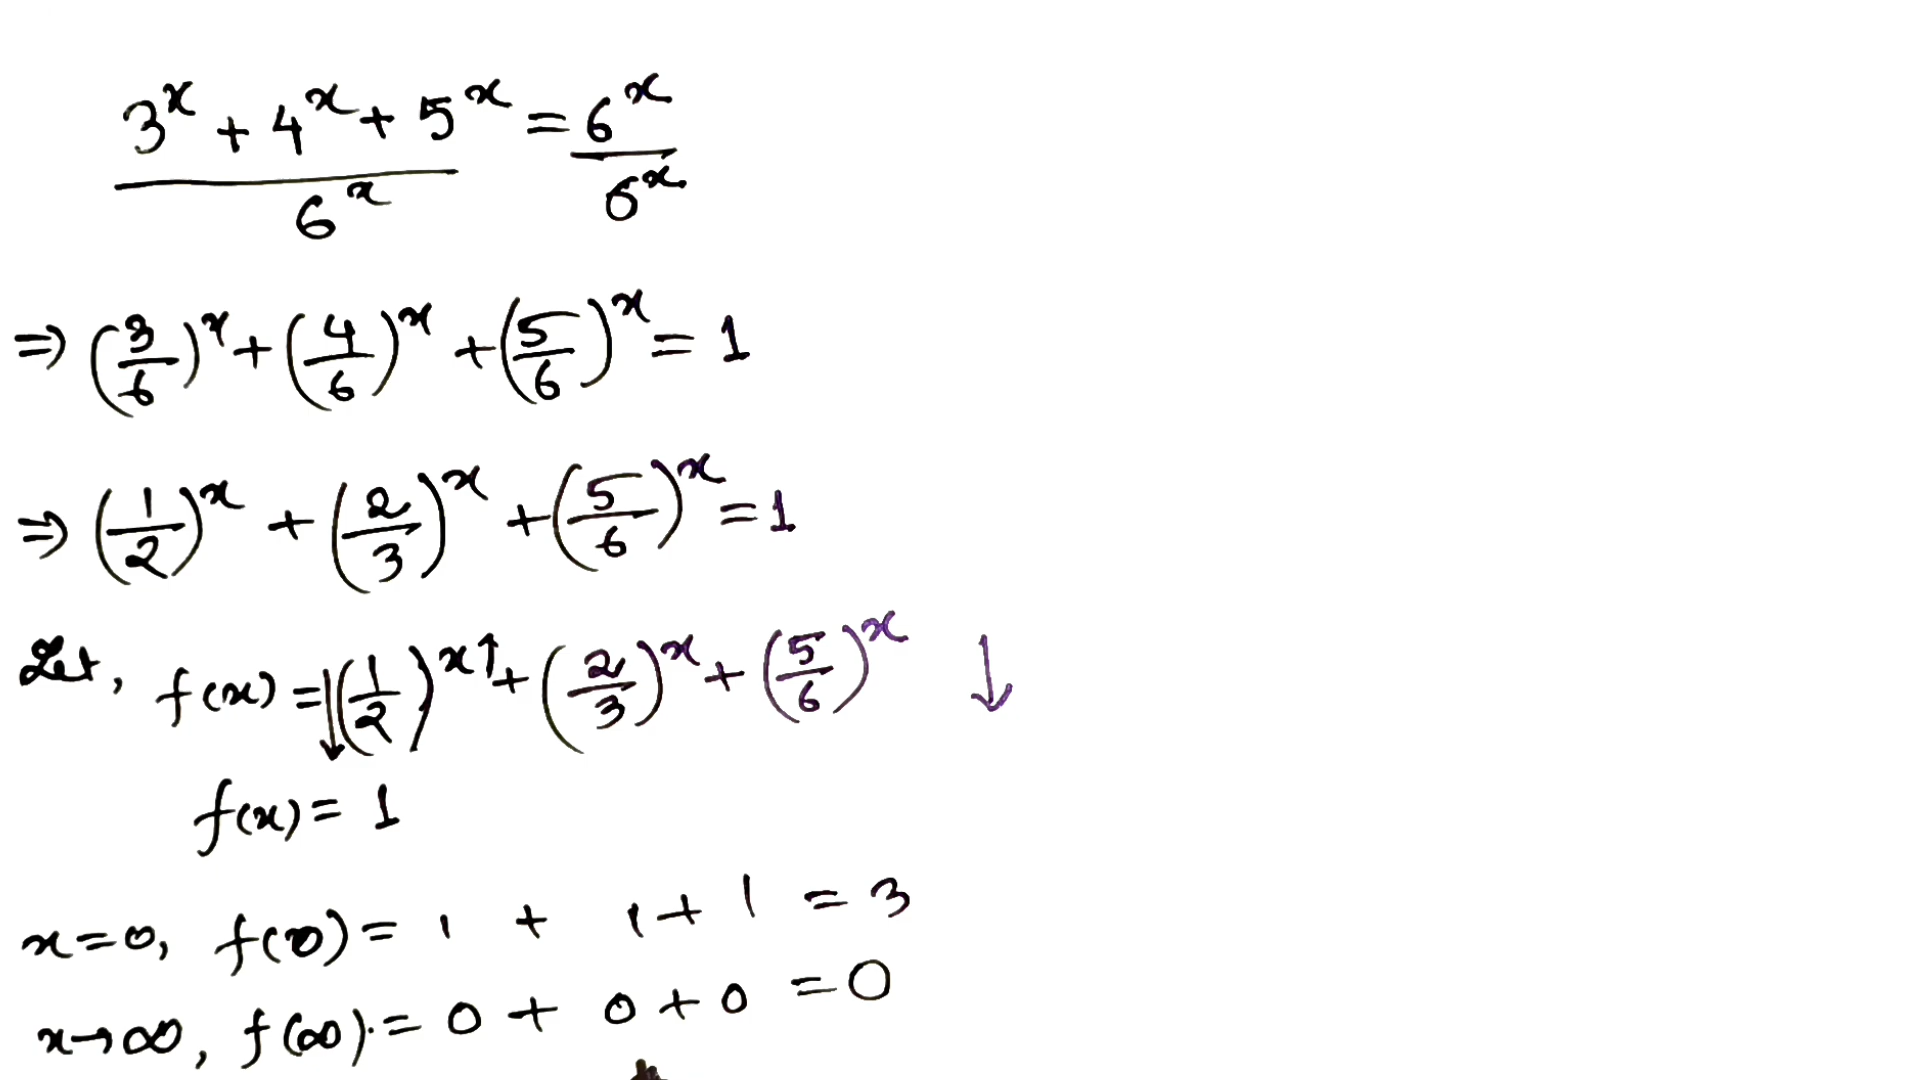 3^x + 4^x + 5^x / 6^x = 6^x / 6^x
⇒ (3/6)^x + (4/6)^x + (5/6)^x = 1
⇒ (1/2)^x + (2/3)^x + (5/6)^x = 1
Let, f(x) = ↓(1/2)^x↑ + (2/3)^x + (5/6)^x ↓
f(x) = 1
x=0, f(0) = 1 + 1 + 1 = 3
x→∞, f(∞) = 0 + 0 + 0 = 0